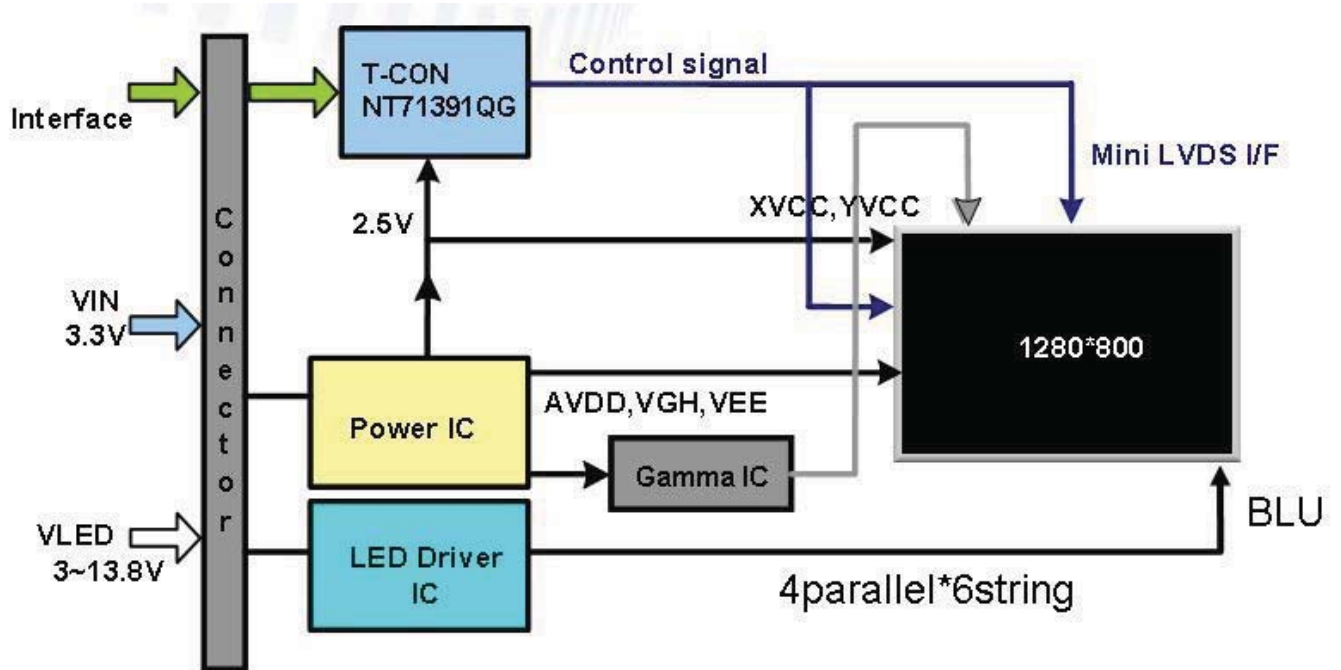 T-CON
NT71391QG
Control signal
Interface
Mini LVDS I/F
Connector
2.5V
XVCC,YVCC
VIN
3.3V
1280*800
AVDD,VGH,VEE
Power IC
Gamma IC
VLED
3~13.8V
LED Driver
IC
BLU
4parallel*6string